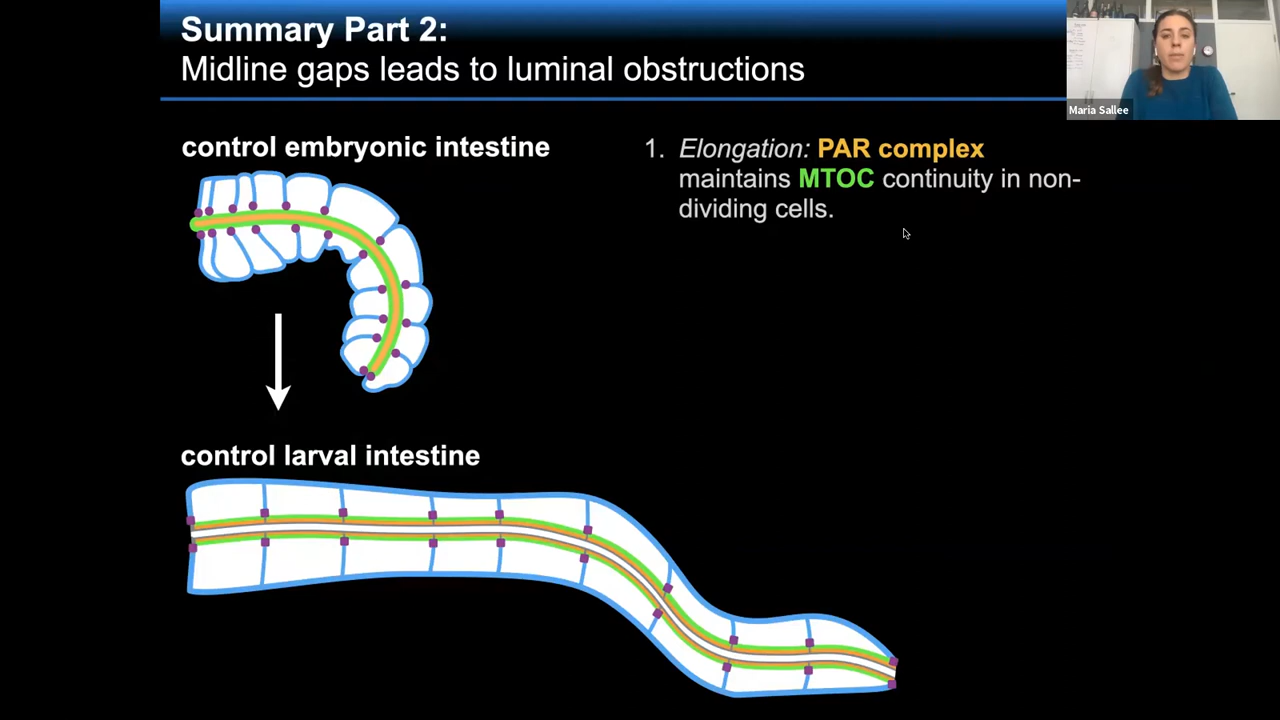 Summary Part 2:
Midline gaps leads to luminal obstructions
Maria Sallee
control embryonic intestine
1. Elongation: PAR complex
maintains MTOC continuity in non-
dividing cells.
control larval intestine